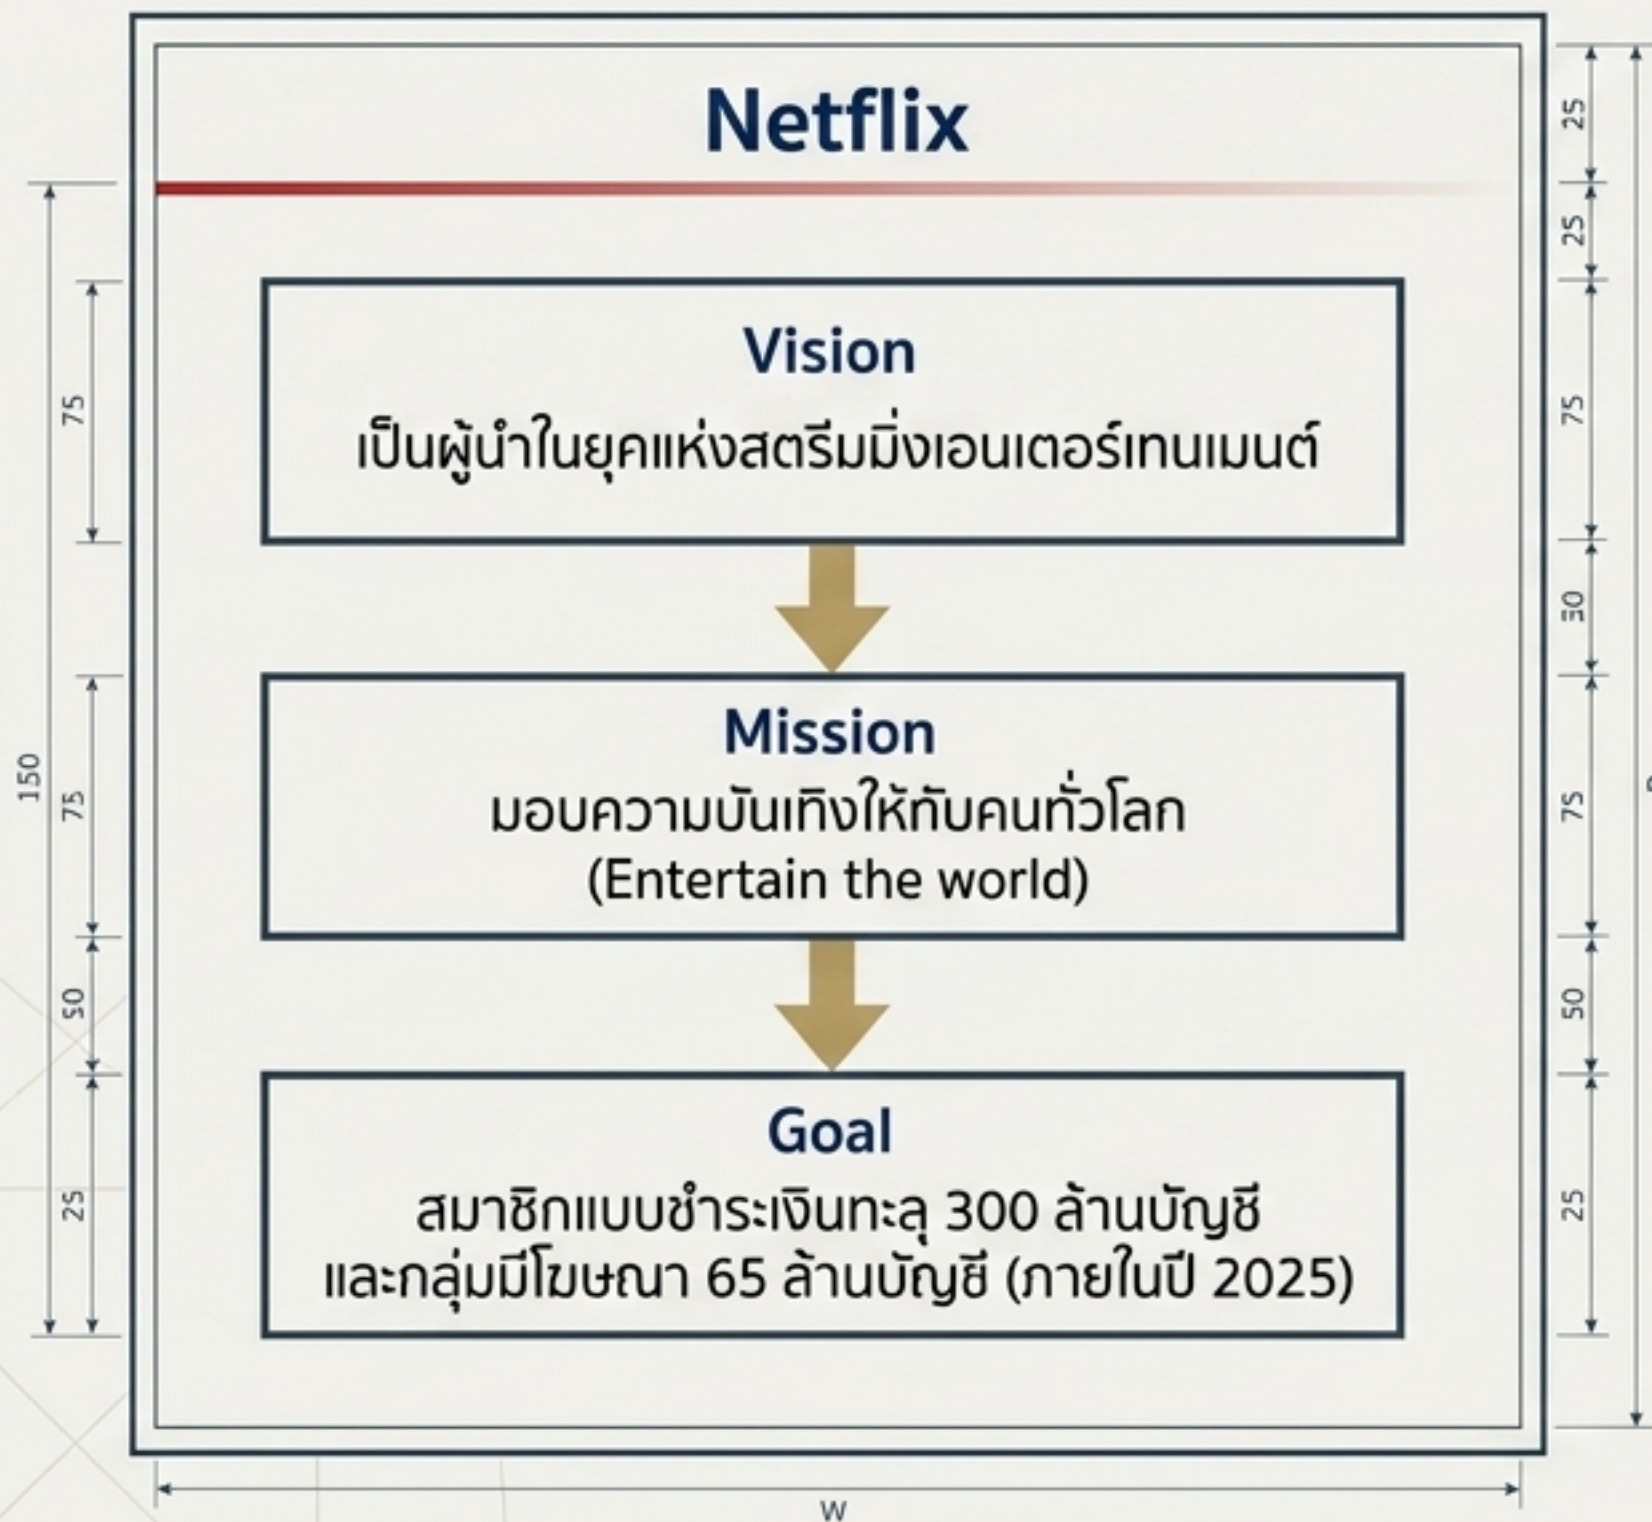 Netflix
Vision
เป็นผู้นำในยุคแห่งสตรีมมิ่งเอนเตอร์เทนเมนต์
Mission
มอบความบันเทิงให้ทับคนทั่วโลก
(Entertain the world)
Goal
สมาชิกแบบชำระเงินทะลุ 300 ล้านบัญชี
และกลุ่มมีโฆษณา 65 ล้านบัญชี (ภายในปี 2025)
150
75
75
50
25
25
25
75
30
75
50
25
W